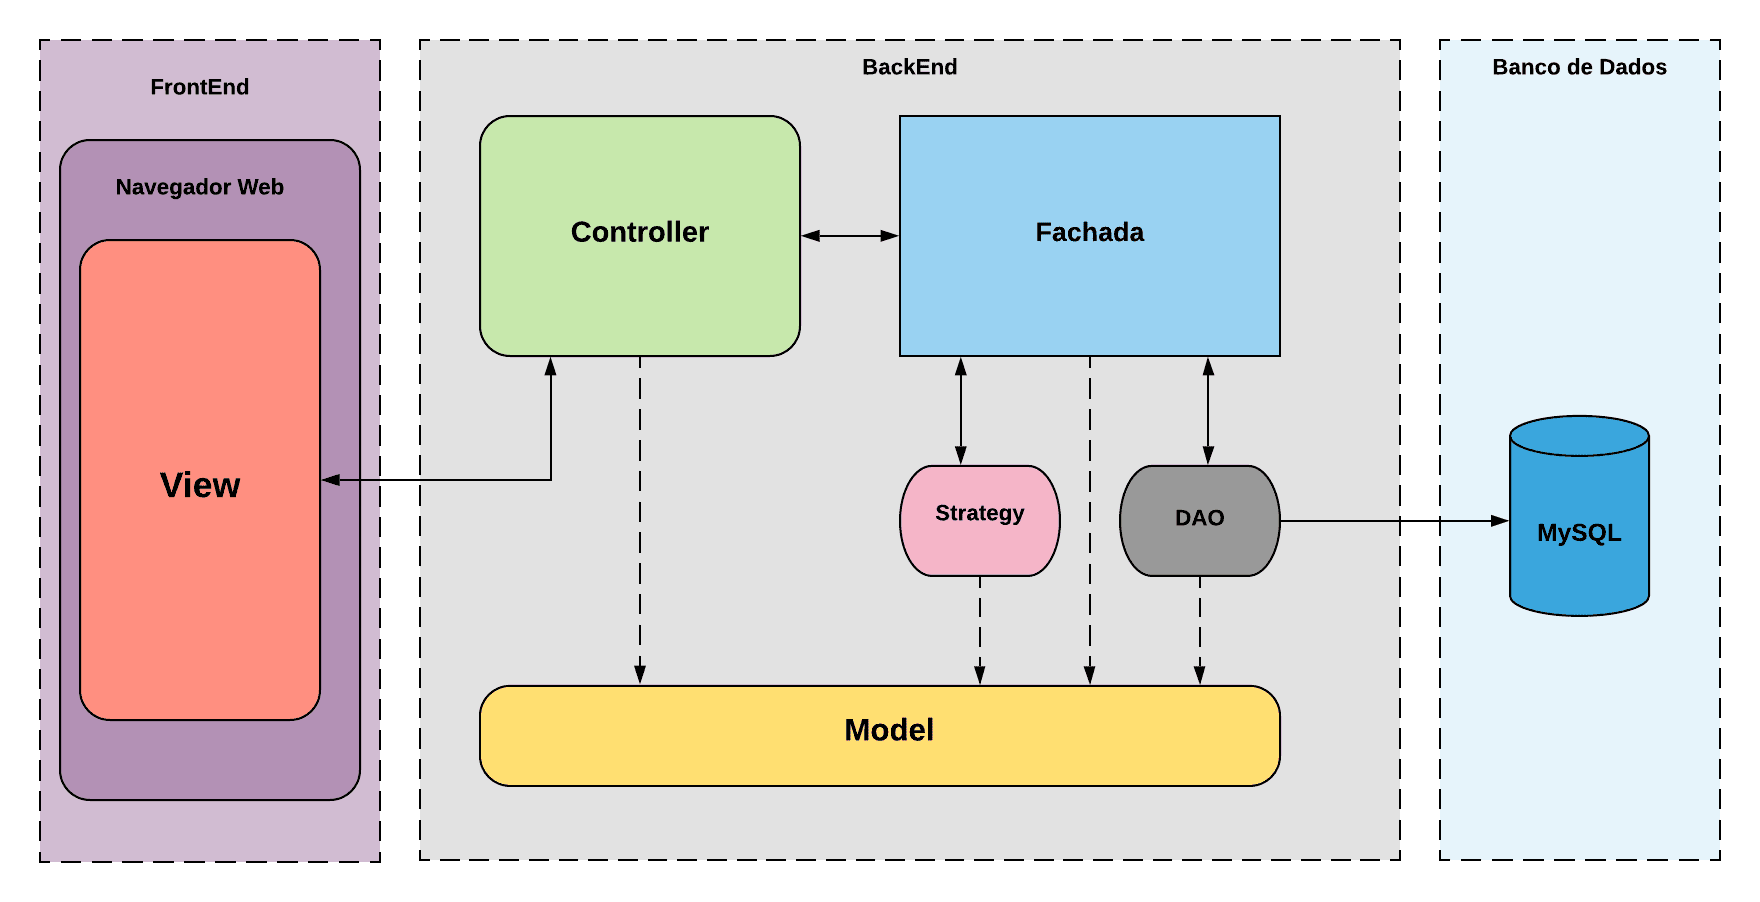 FrontEnd
Navegador Web
View
BackEnd
Controller
Fachada
Strategy
DAO
Model
Banco de Dados
MySQL